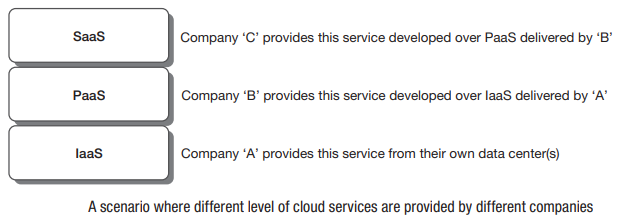 SaaS Company ‘C’ provides this service developed over PaaS delivered by ‘B’
PaaS Company ‘B’ provides this service developed over IaaS delivered by ‘A’
IaaS Company ‘A’ provides this service from their own data center(s)
A scenario where different level of cloud services are provided by different companies